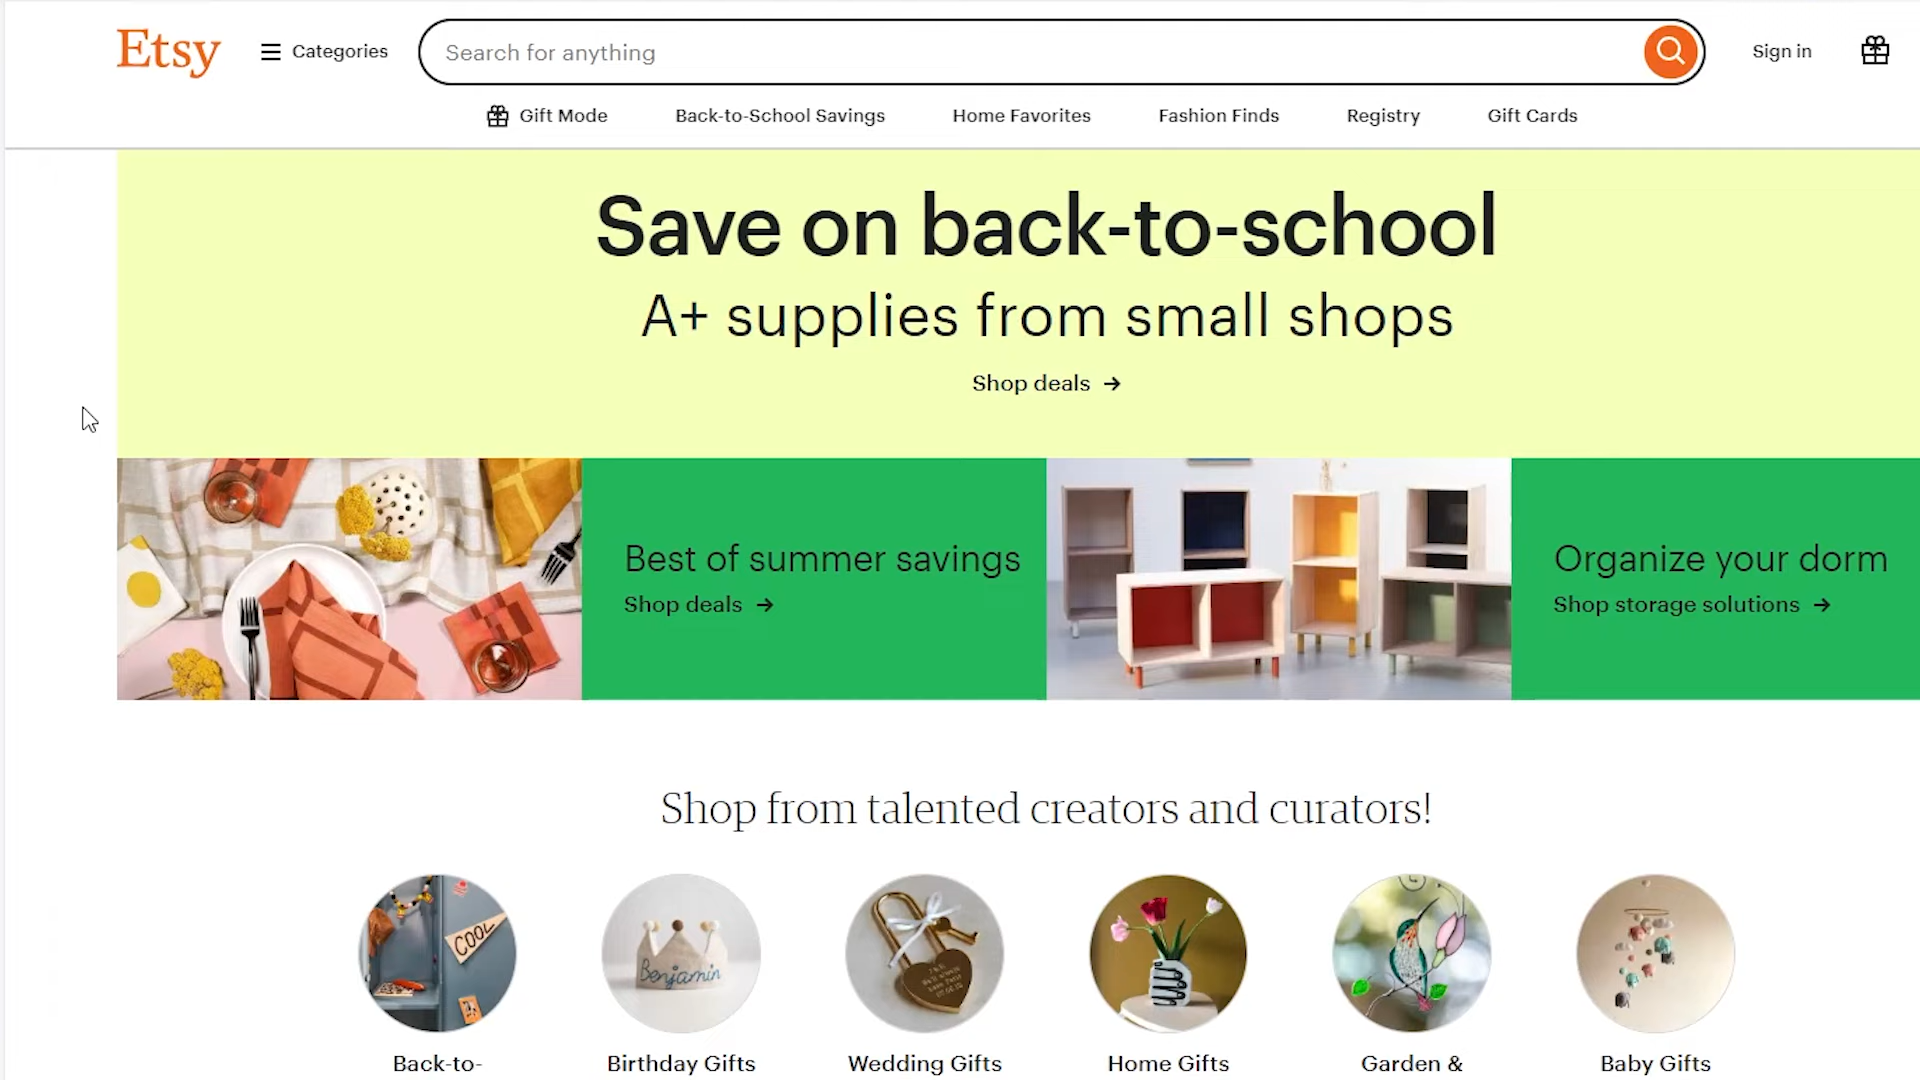 Etsy
Categories
Search for anything
Sign in
Gift Mode
Back-to-School Savings
Home Favorites
Fashion Finds
Registry
Gift Cards
Save on back-to-school
A+ supplies from small shops
Shop deals →
Best of summer savings
Shop deals →
Organize your dorm
Shop storage solutions →
Shop from talented creators and curators!
COOL
Benjamin
Back-to-
Birthday Gifts
Wedding Gifts
Home Gifts
Garden &
Baby Gifts